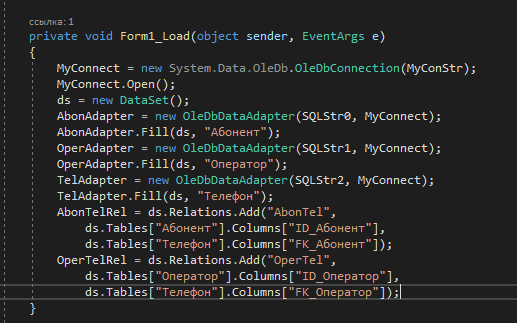 ссылка: 1
private void Form1_Load(object sender, EventArgs e)
{
MyConnect = new System.Data.OleDb.OleDbConnection(MyConStr);
MyConnect.Open();
ds = new DataSet();
AbonAdapter = new OleDbDataAdapter(SQLStr0, MyConnect);
AbonAdapter.Fill(ds, "Абонент");
OperAdapter = new OleDbDataAdapter(SQLStr1, MyConnect);
OperAdapter.Fill(ds, "Оператор");
TelAdapter = new OleDbDataAdapter(SQLStr2, MyConnect);
TelAdapter.Fill(ds, "Телефон");
AbonTelRel = ds.Relations.Add("AbonTel",
ds.Tables["Абонент"].Columns["ID_Абонент"],
ds.Tables["Телефон"].Columns["FK_Абонент"]);
OperTelRel = ds.Relations.Add("OperTel",
ds.Tables["Оператор"].Columns["ID_Оператор"],
ds.Tables["Телефон"].Columns["FK_Оператор"]);
}